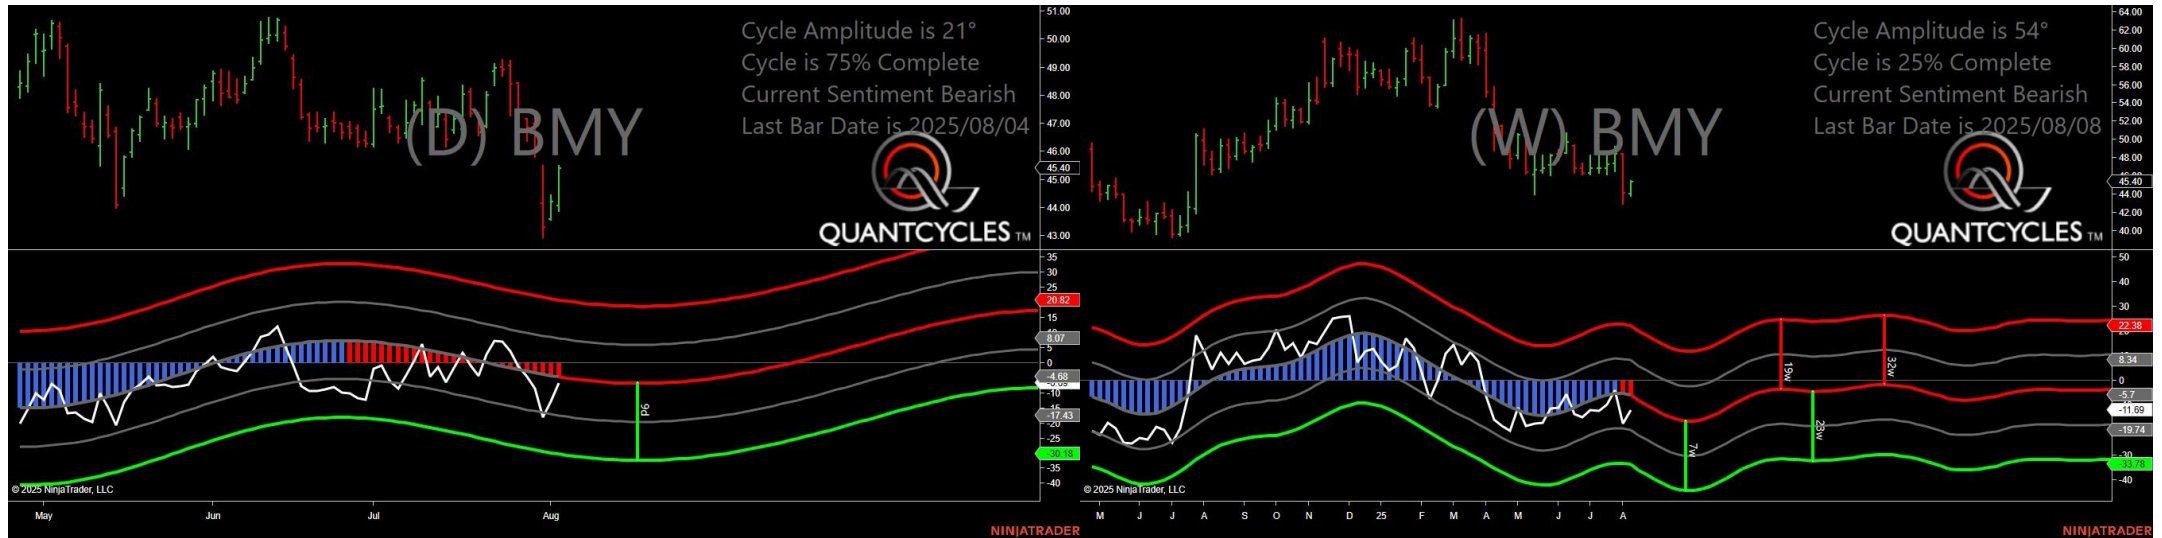 Cycle Amplitude is 21°
Cycle is 75% Complete
Current Sentiment Bearish
Last Bar Date is 2025/08/04
(D) BMY
QUANTCYCLES TM
51.00
50.00
49.00
48.00
47.00
46.00
45.40
45.00
44.00
43.00
35
30
25
20.82
15
8.07
5
0
-4.68
-10
-17.43
-20
-25
-30.18
-35
-40
9d
© 2025 NinjaTrader, LLC
May Jun Jul Aug
NINJATRADER
Cycle Amplitude is 54°
Cycle is 25% Complete
Current Sentiment Bearish
Last Bar Date is 2025/08/08
(W) BMY
QUANTCYCLES TM
64.00
62.00
60.00
58.00
56.00
54.00
52.00
50.00
48.00
46.00
45.40
44.00
42.00
40.00
50
40
30
22.38
8.34
0
-5.7
-11.69
-19.74
-30
-33.78
-40
7w
19w
23w
32w
© 2025 NinjaTrader, LLC
M J J A S O N D 25 F M A M J J A
NINJATRADER